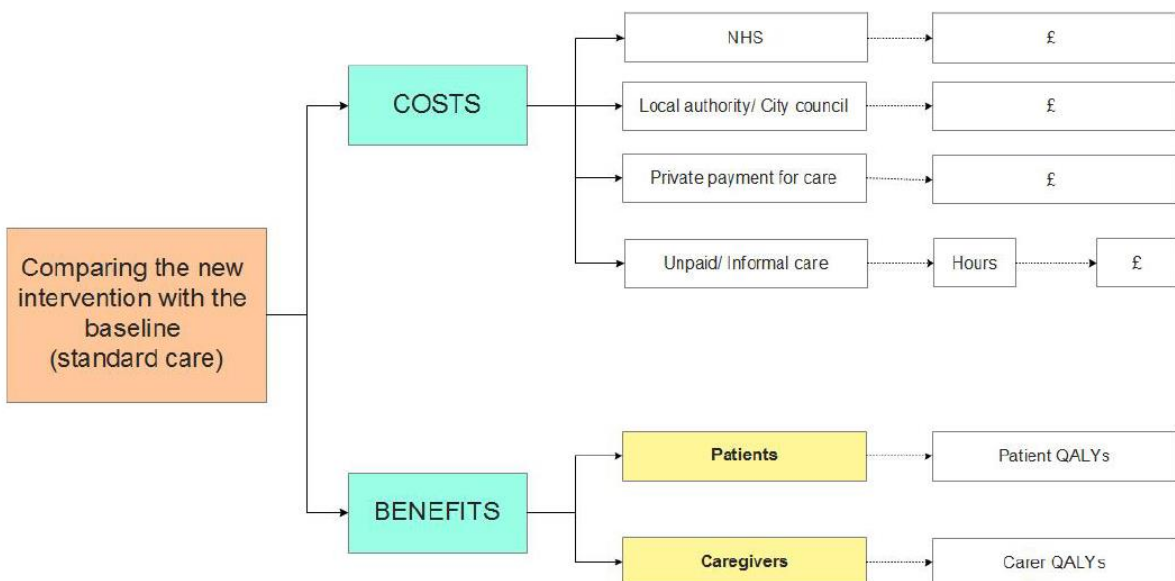 NHS
£
COSTS
Local authority/ City council
£
Private payment for care
£
Comparing the new
intervention with the
baseline
(standard care)
Unpaid/ Informal care
Hours
£
BENEFITS
Patients
Patient QALYs
Caregivers
Carer QALYs